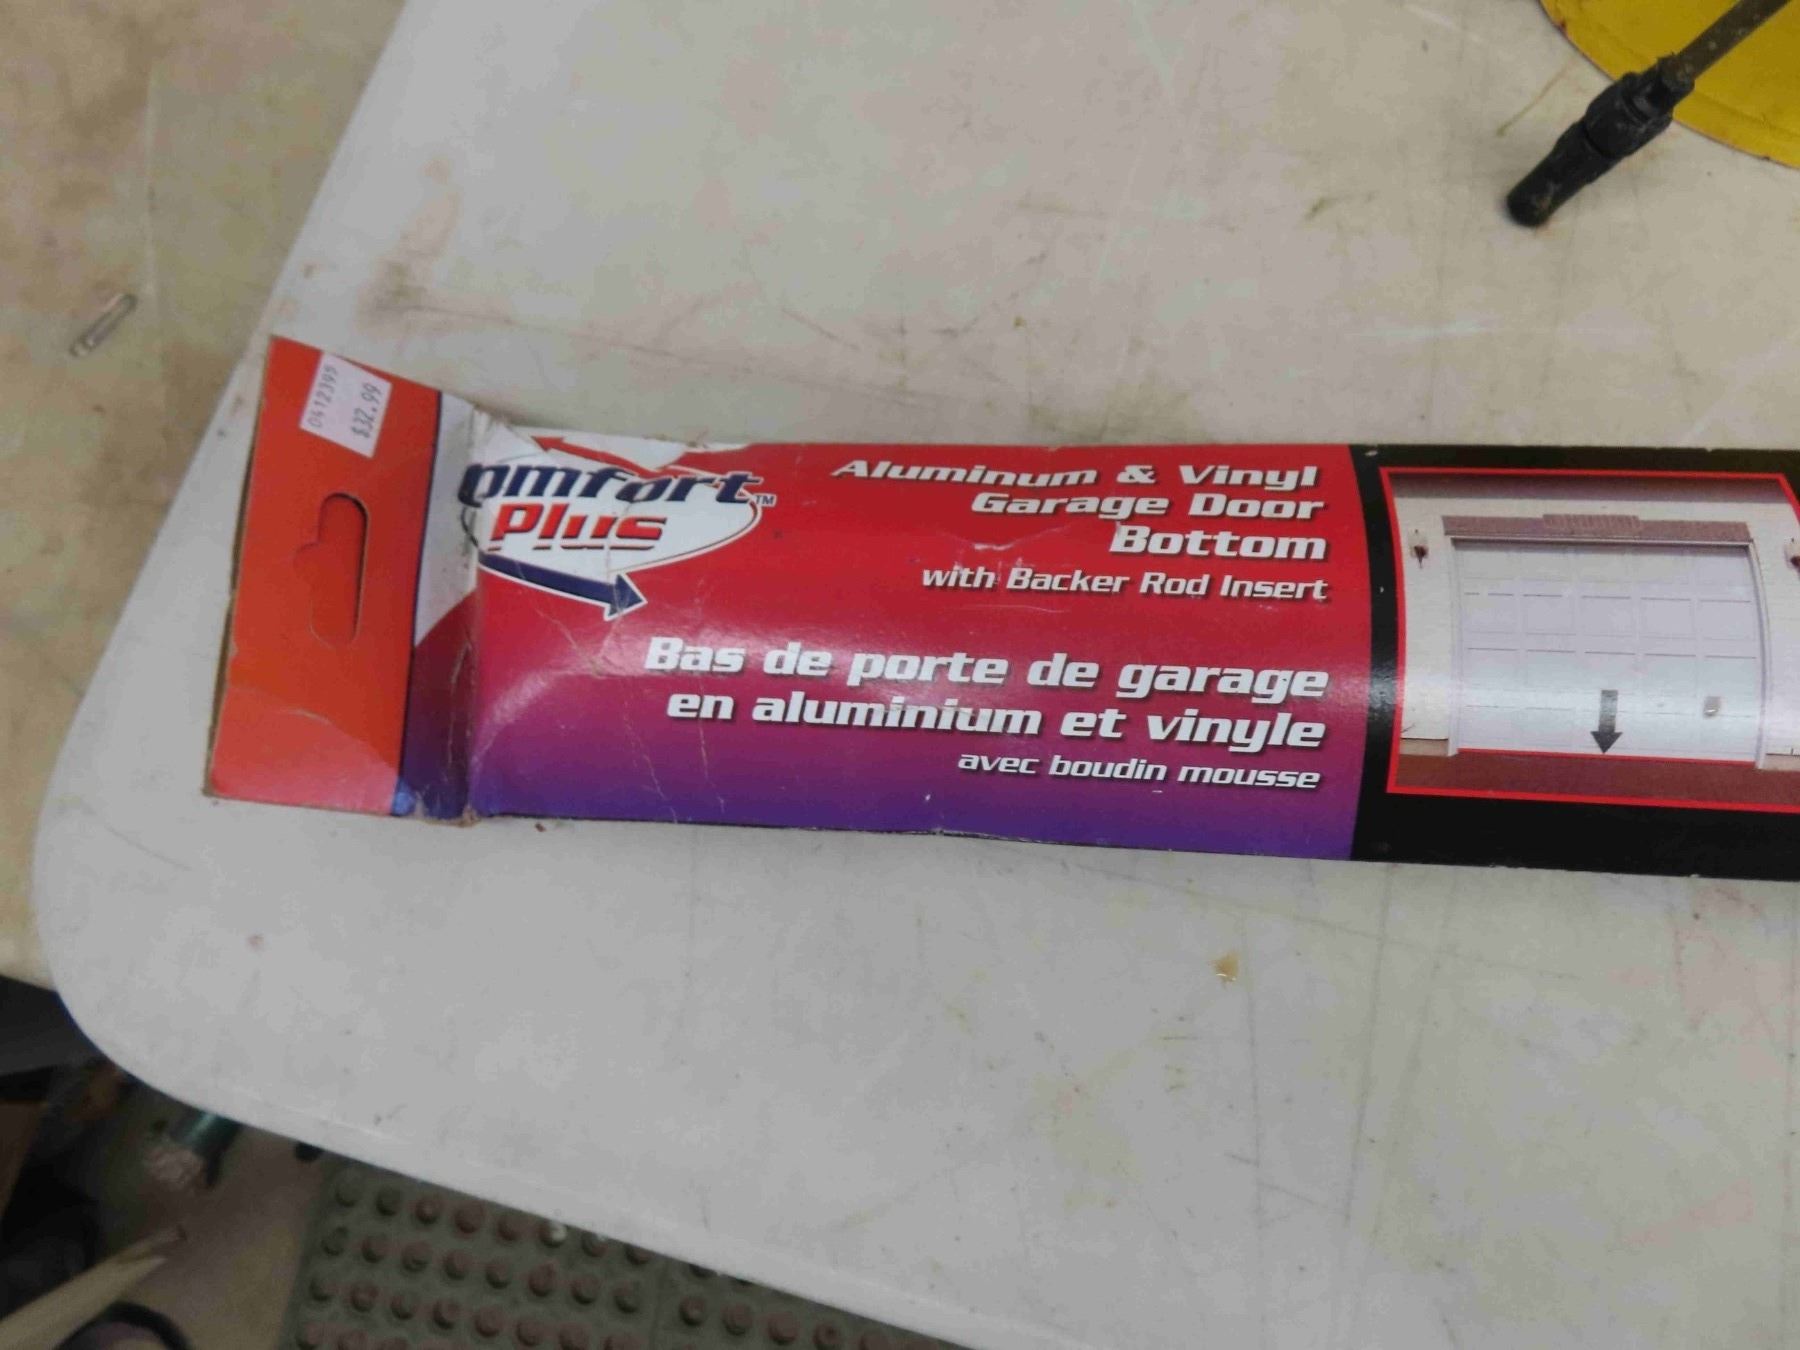 0412399
$32.99
omfort™
Plus
Aluminum & Vinyl
Garage Door
Bottom
with Backer Rod Insert
Bas de porte de garage
en aluminium et vinyle
avec boudin mousse